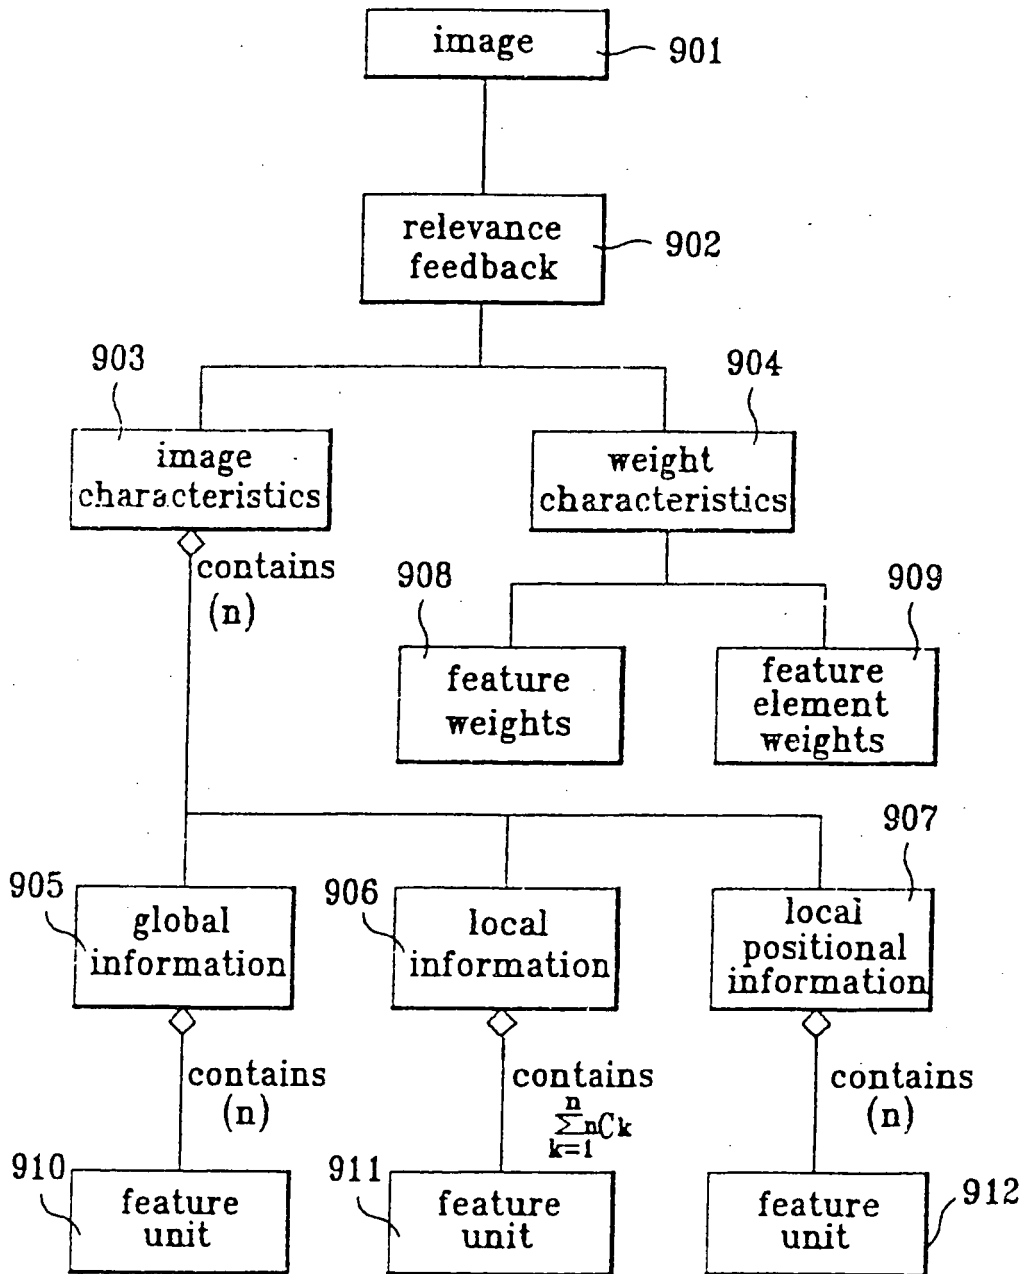 image
901
relevance
feedback
902
903
904
image
characteristics
weight
characteristics
contains
(n)
908
909
feature
weights
feature
element
weights
907
905
906
global
information
local
information
local
positional
information
contains
(n)
contains
n
∑nCk
k=1
contains
(n)
910
911
912
feature
unit
feature
unit
feature
unit